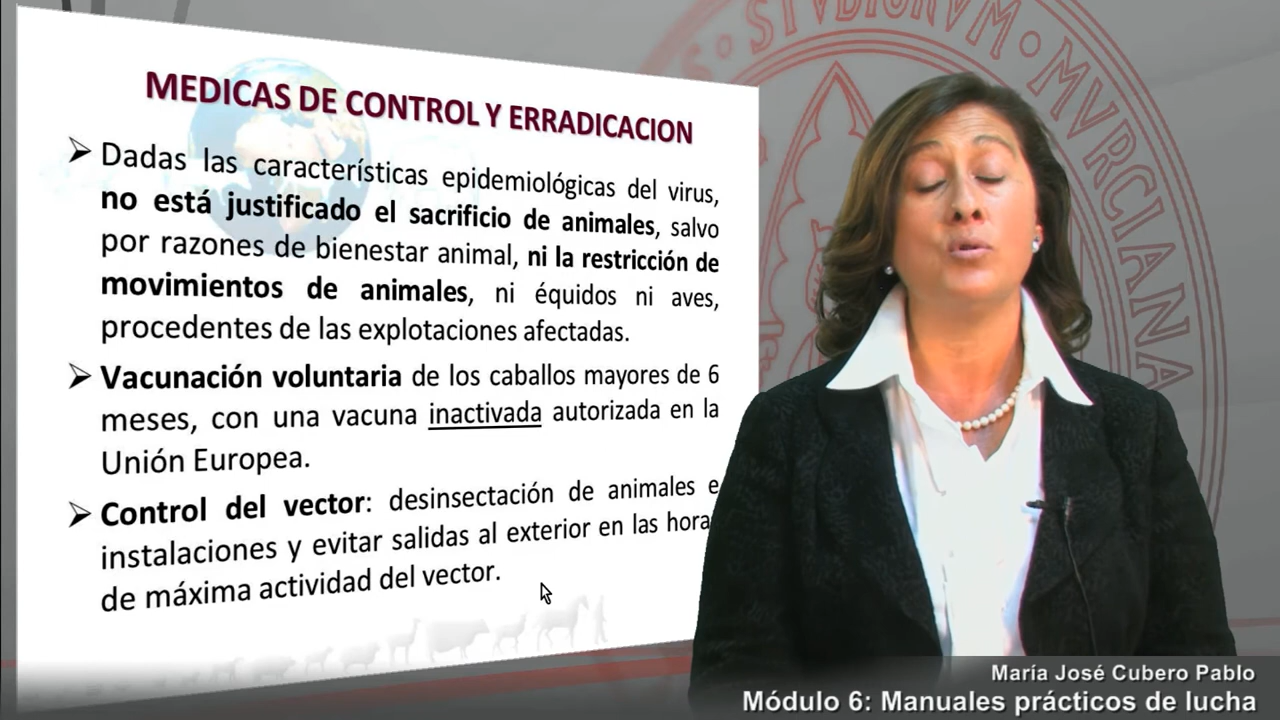 MEDICAS DE CONTROL Y ERRADICACION
Dadas las características epidemiológicas del virus,
no está justificado el sacrificio de animales, salvo
por razones de bienestar animal, ni la restricción de
movimientos de animales, ni équidos ni aves,
procedentes de las explotaciones afectadas.
Vacunación voluntaria de los caballos mayores de 6
meses, con una vacuna inactivada autorizada en la
Unión Europea.
Control del vector: desinsectación de animales e
instalaciones y evitar salidas al exterior en las hora
de máxima actividad del vector.
STVDIORVM MVRCIANA
María José Cubero Pablo
Módulo 6: Manuales prácticos de lucha